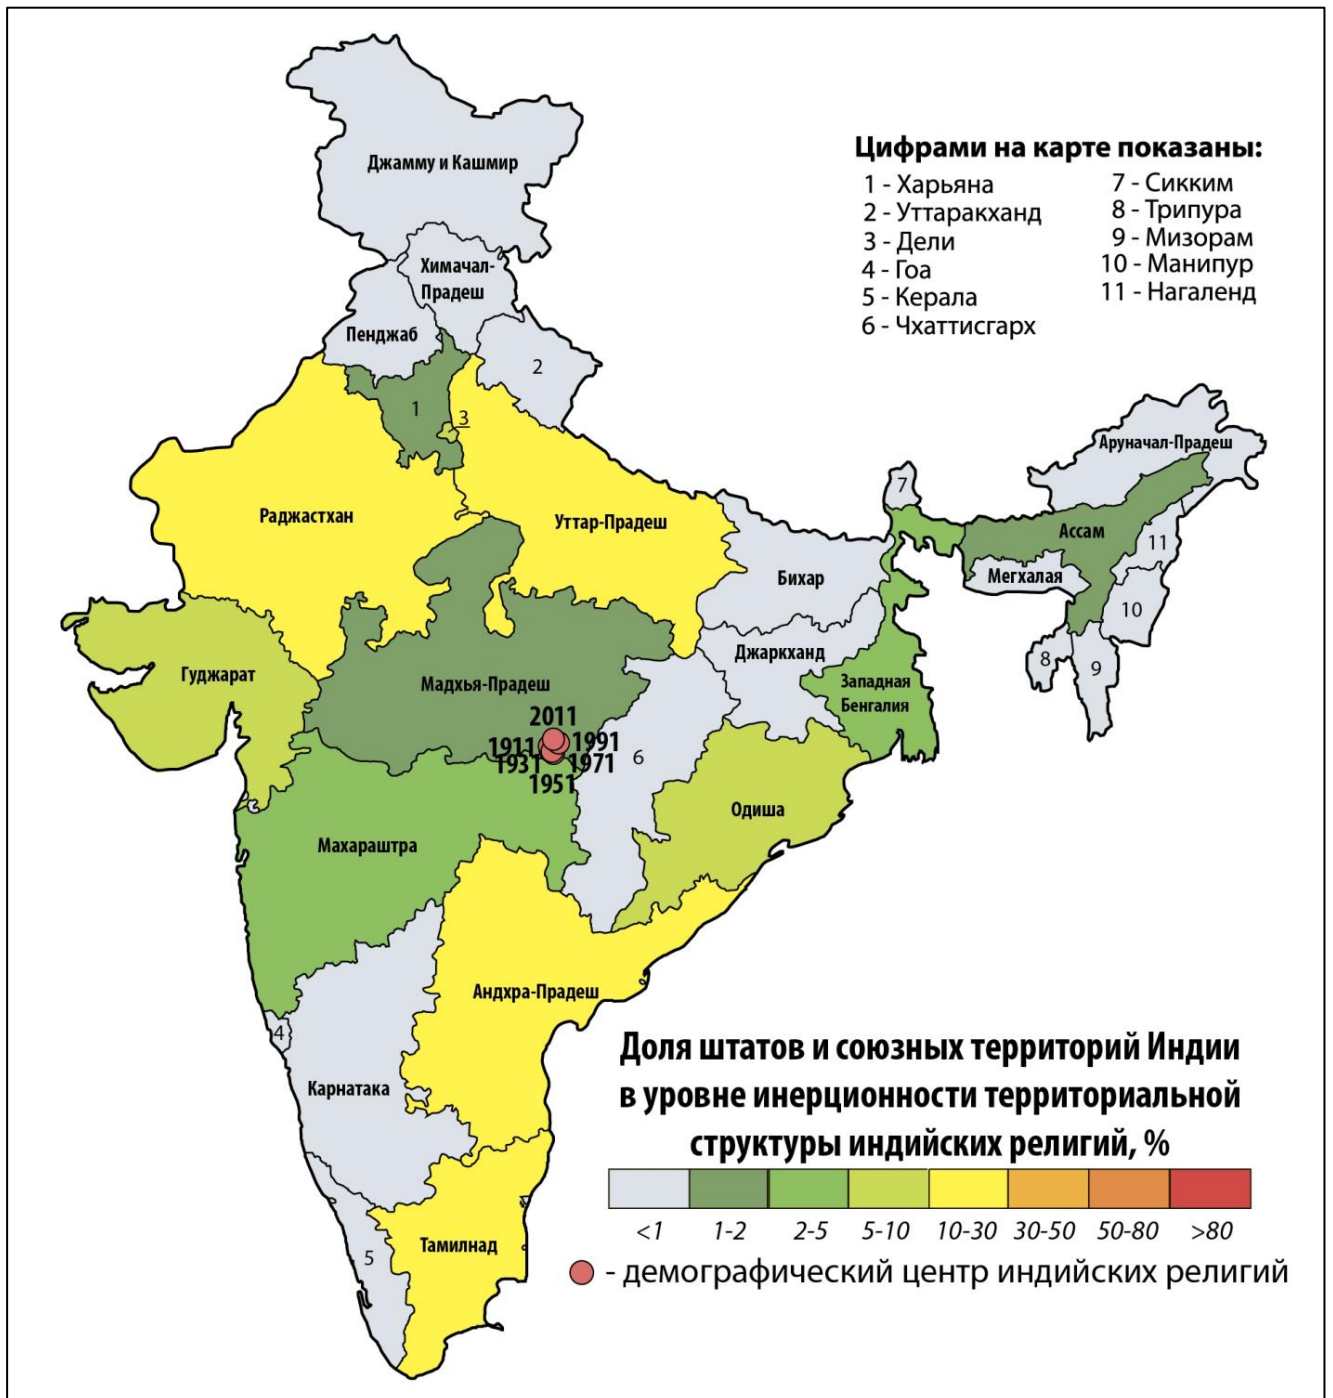 Джамму и Кашмир
Химачал-
Прадеш
Пенджаб
2
1
3
Раджастхан
Уттар-Прадеш
Бихар
7
Аруначал-Прадеш
Ассам
11
Мегхалая
10
8
9
Гуджарат
Мадхья-Прадеш
Джаркханд
Западная
Бенгалия
2011
1911
1991
1931
1971
1951
6
Одиша
Махараштра
Андхра-Прадеш
4
Карнатака
5
Тамилнад
Цифрами на карте показаны:
1 - Харьяна
2 - Уттаракханд
3 - Дели
4 - Гоа
5 - Керала
6 - Чхаттисгарх
7 - Сикким
8 - Трипура
9 - Мизорам
10 - Манипур
11 - Нагаленд
Доля штатов и союзных территорий Индии
в уровне инерционности территориальной
структуры индийских религий, %
<1 1-2 2-5 5-10 10-30 30-50 50-80 >80
- демографический центр индийских религий